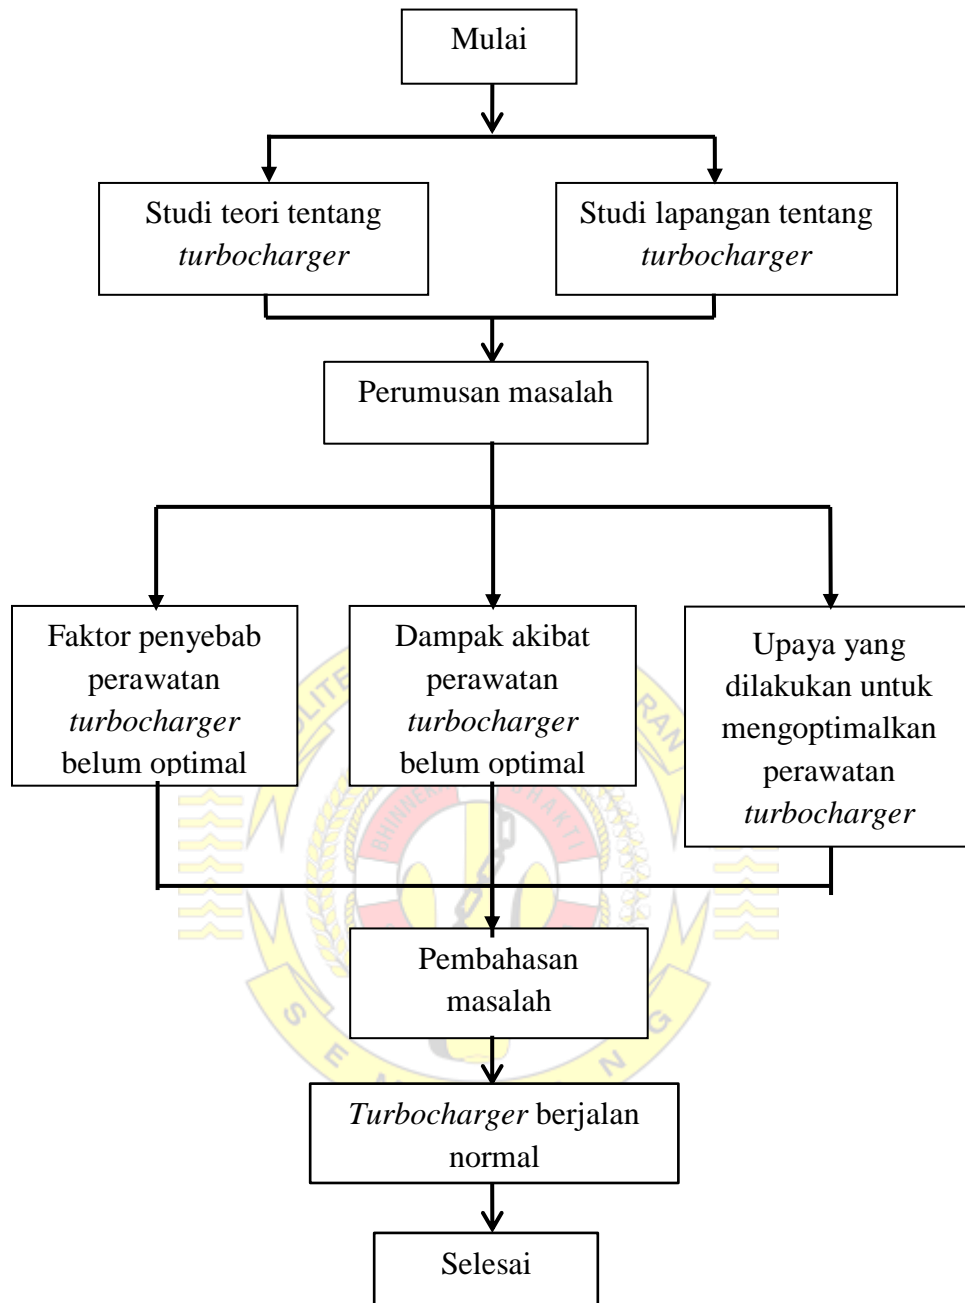 Mulai
Studi teori tentang
turbocharger
Studi lapangan tentang
turbocharger
Perumusan masalah
Faktor penyebab
perawatan
turbocharger
belum optimal
Dampak akibat
perawatan
turbocharger
belum optimal
Upaya yang
dilakukan untuk
mengoptimalkan
perawatan
turbocharger
BHAKTI
Pembahasan
masalah
Turbocharger berjalan
normal
Selesai